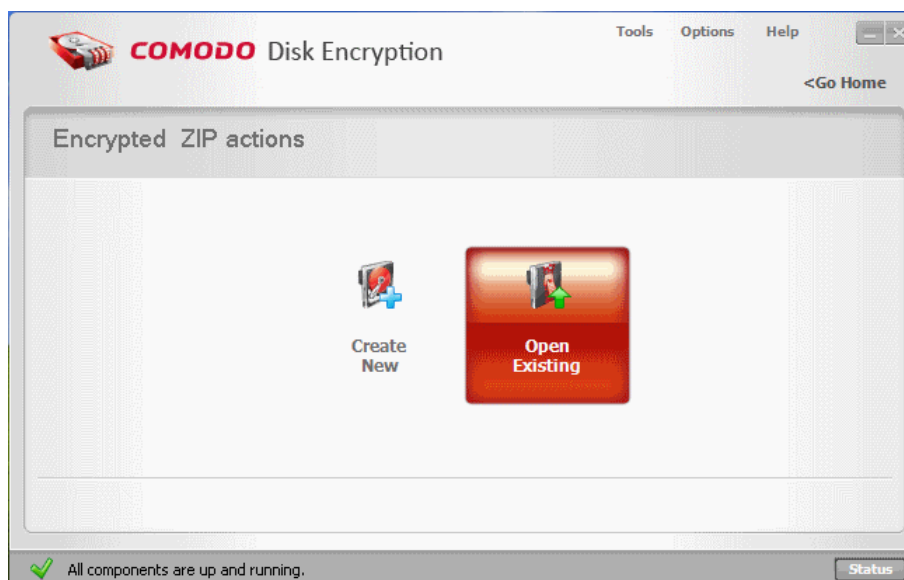 COMODO Disk Encryption
Tools Options Help
<Go Home
Encrypted ZIP actions
Create
New
Open
Existing
All components are up and running.
Status